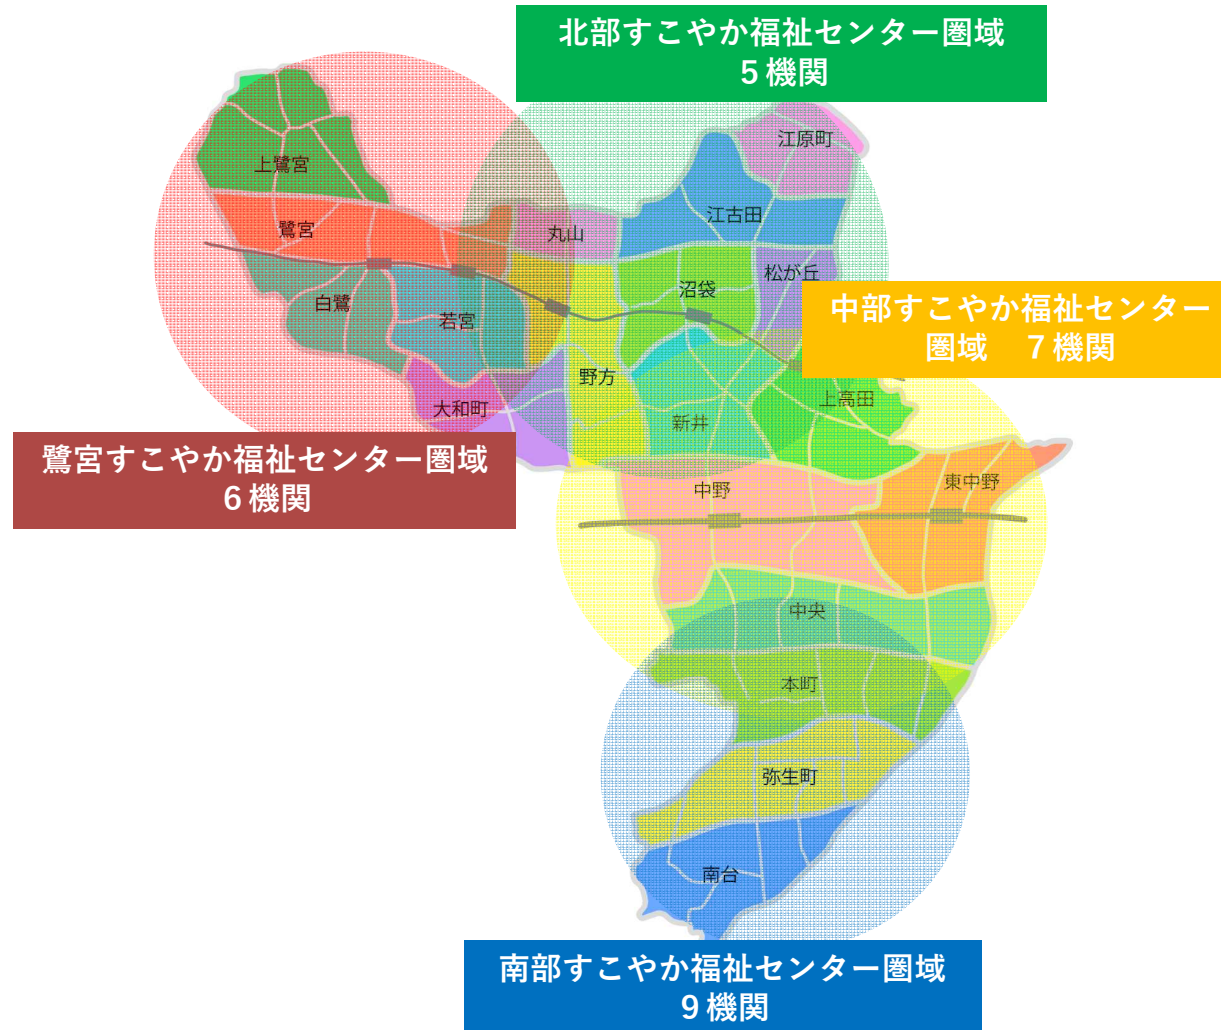 北部すこやか福祉センター圏域
５機関
江原町
上鷺宮
江古田
鷺宮
丸山
松が丘
沼袋
白鷺
若宮
中部すこやか福祉センター
圏域　７機関
野方
上高田
大和町
新井
鷺宮すこやか福祉センター圏域
６機関
中野
東中野
中央
本町
弥生町
南台
南部すこやか福祉センター圏域
９機関